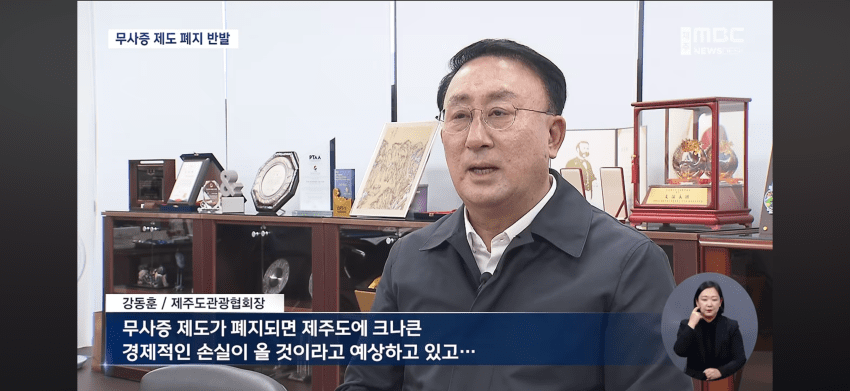 무사증 제도 폐지 반발
제주 MBC
NEWS
PTAA
&
강동훈 / 제주도관광협회장
무사증 제도가 폐지되면 제주도에 크나큰
경제적인 손실이 올 것이라고 예상하고 있고…